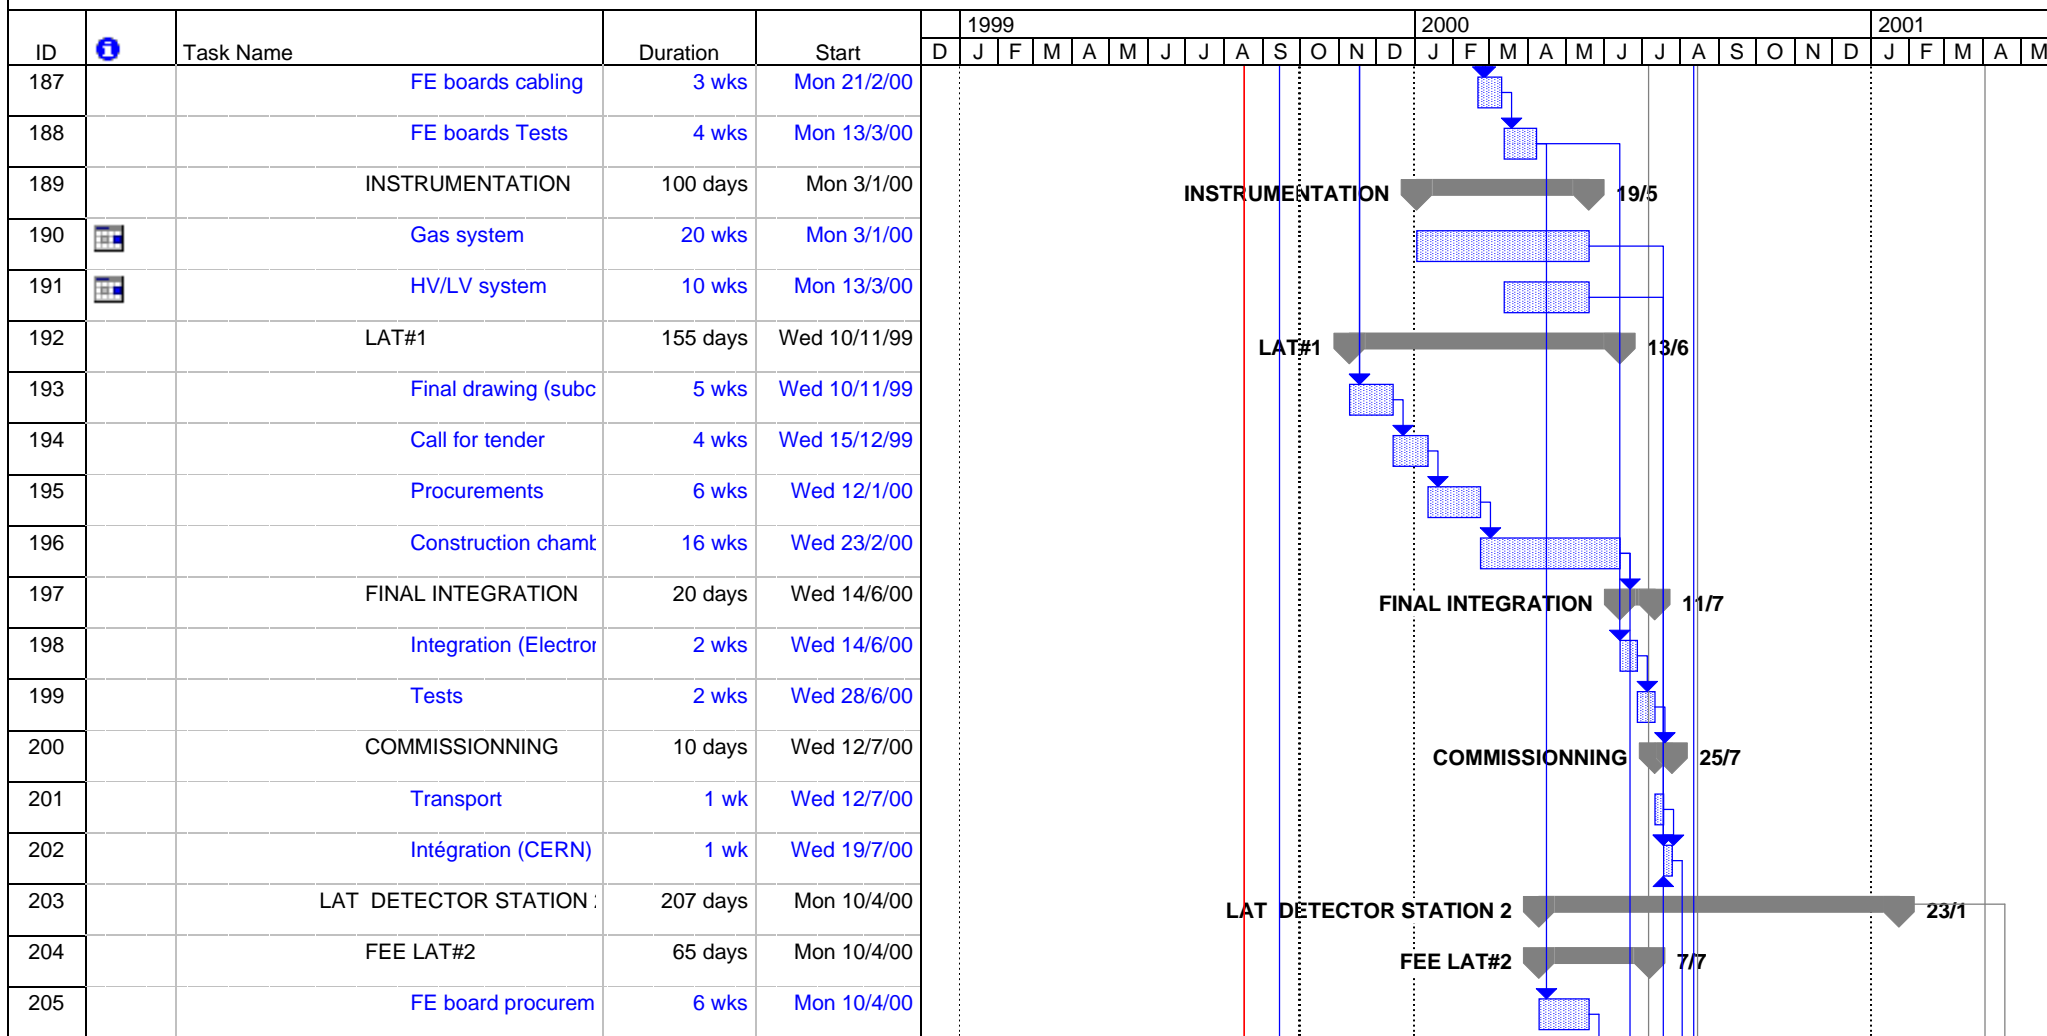 1999 2000 2001
ID Task Name Duration Start D J F M A M J J A S O N D J F M A M J J A S O N D J F M A M
187 FE boards cabling 3 wks Mon 21/2/00
188 FE boards Tests 4 wks Mon 13/3/00
189 INSTRUMENTATION 100 days Mon 3/1/00 INSTRUMENTATION 19/5
190 Gas system 20 wks Mon 3/1/00
191 HV/LV system 10 wks Mon 13/3/00
192 LAT#1 155 days Wed 10/11/99 LAT#1 13/6
193 Final drawing (subc 5 wks Wed 10/11/99
194 Call for tender 4 wks Wed 15/12/99
195 Procurements 6 wks Wed 12/1/00
196 Construction chamb 16 wks Wed 23/2/00
197 FINAL INTEGRATION 20 days Wed 14/6/00 FINAL INTEGRATION 11/7
198 Integration (Electron 2 wks Wed 14/6/00
199 Tests 2 wks Wed 28/6/00
200 COMMISSIONNING 10 days Wed 12/7/00 COMMISSIONNING 25/7
201 Transport 1 wk Wed 12/7/00
202 Intégration (CERN) 1 wk Wed 19/7/00
203 LAT DETECTOR STATION 2 207 days Mon 10/4/00 LAT DETECTOR STATION 2 23/1
204 FEE LAT#2 65 days Mon 10/4/00 FEE LAT#2 7/7
205 FE board procurem 6 wks Mon 10/4/00